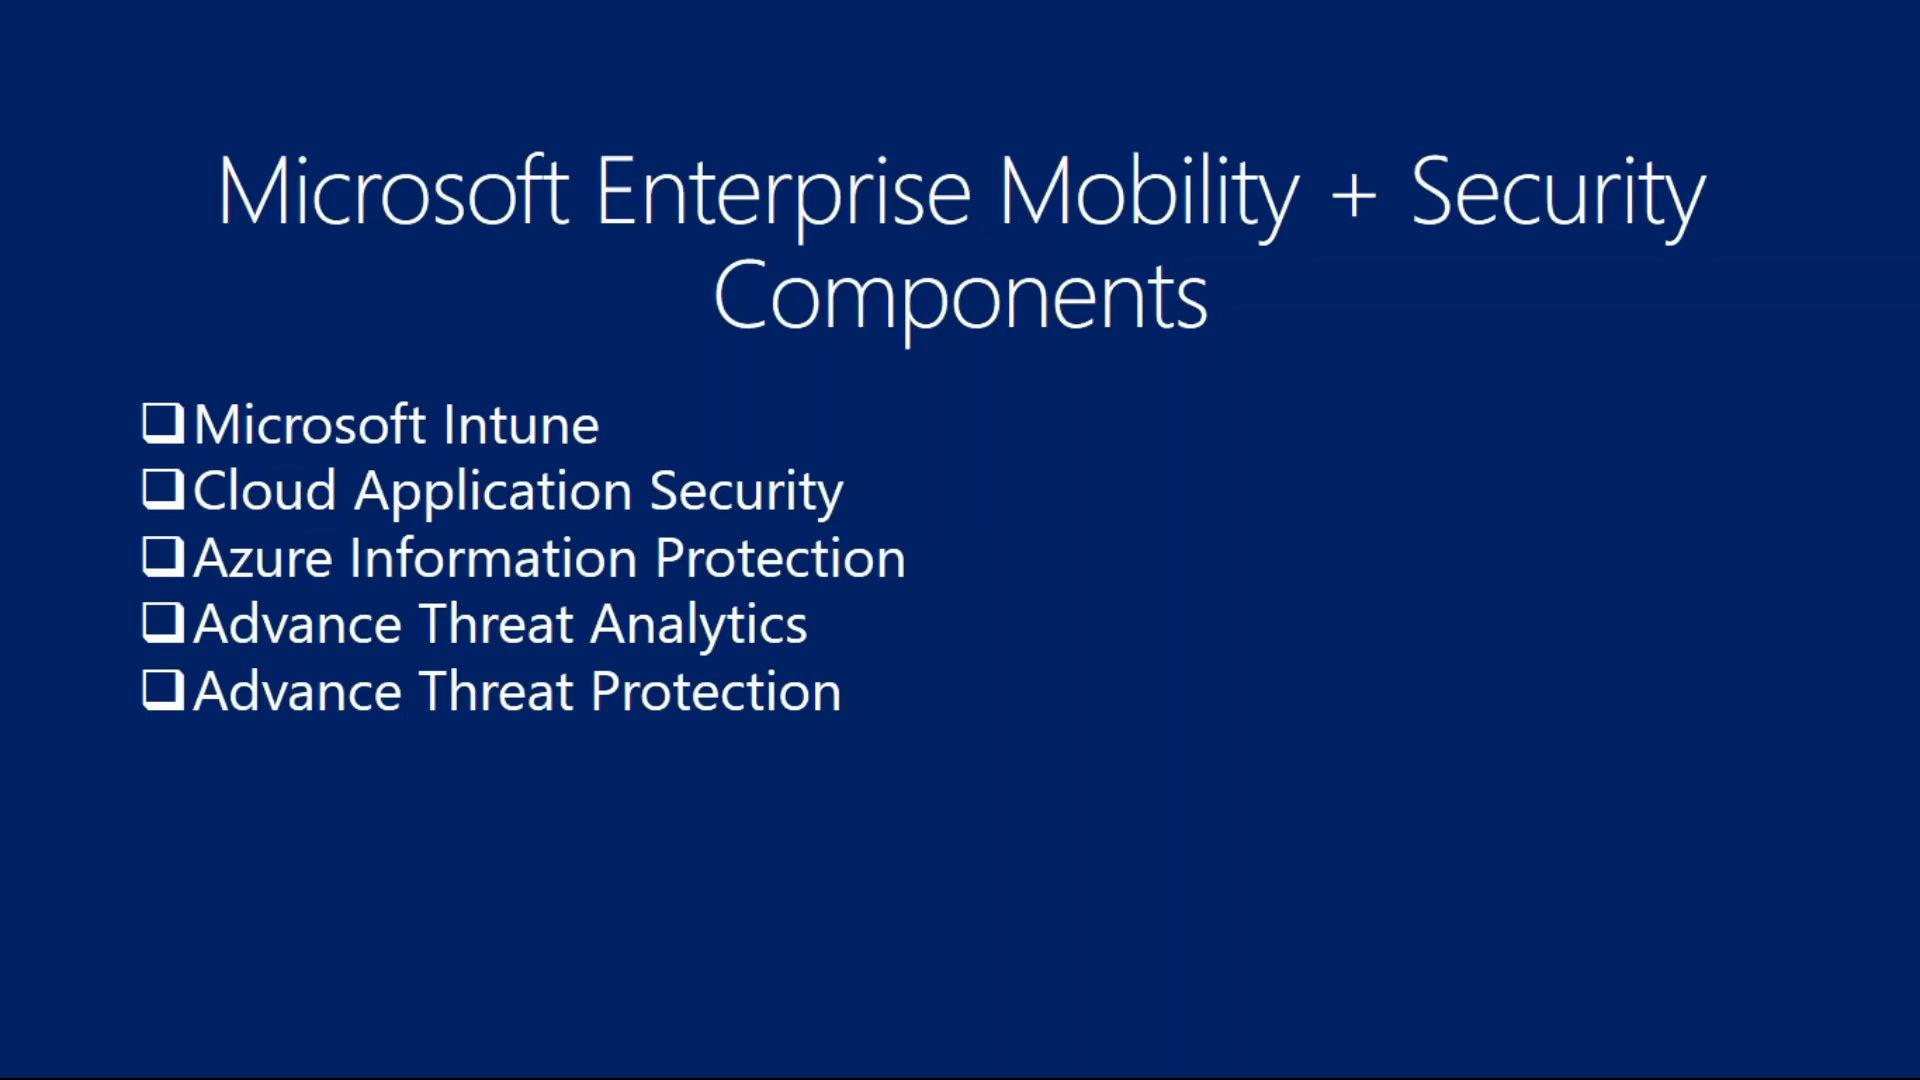 Microsoft Enterprise Mobility + Security
Components
❑Microsoft Intune
❑Cloud Application Security
❑Azure Information Protection
❑Advance Threat Analytics
❑Advance Threat Protection